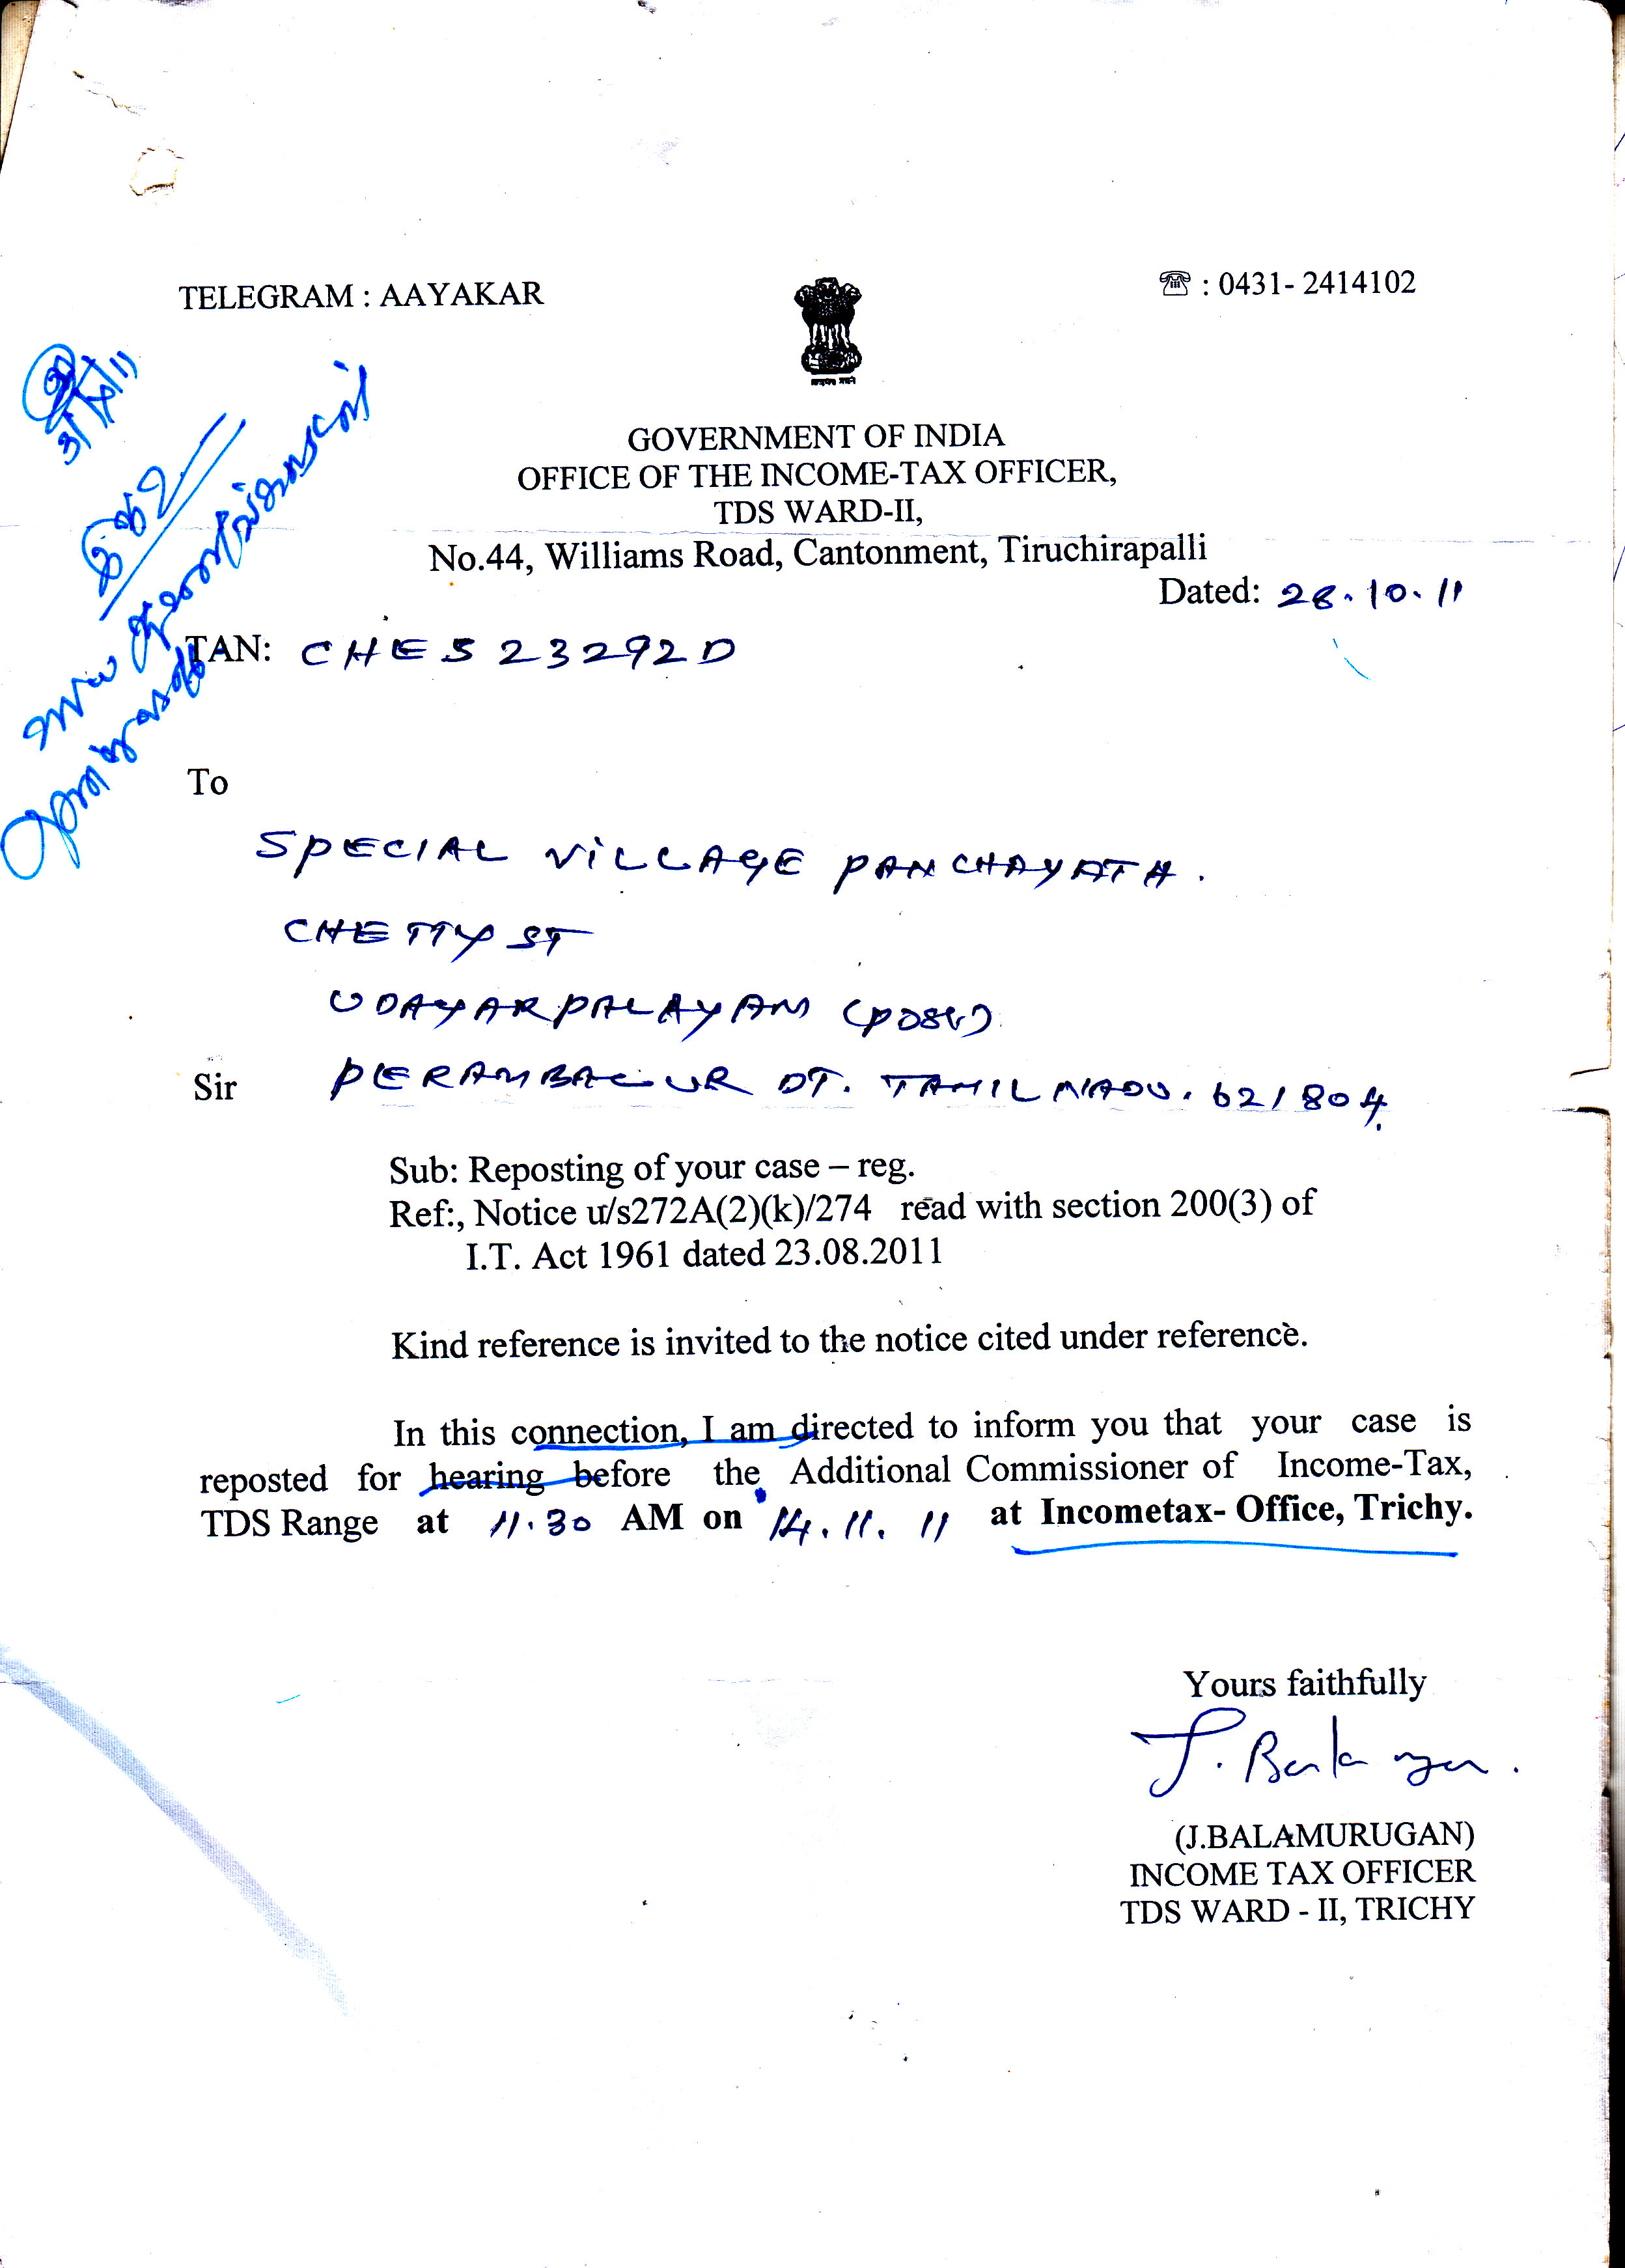 TELEGRAM : AAYAKAR
☎ : 0431- 2414102
GOVERNMENT OF INDIA
OFFICE OF THE INCOME-TAX OFFICER,
TDS WARD-II,
No.44, Williams Road, Cantonment, Tiruchirapalli
Dated: 28.10.11
TAN: CHES23292D
To
SPECIAL VILLAGE PANCHAYATH.
CHETTY ST
UDAYARPALAYAM (POST)
Sir PERAMBALUR DT. TAMILNADU. 621804.
Sub: Reposting of your case – reg.
Ref:, Notice u/s272A(2)(k)/274 read with section 200(3) of
I.T. Act 1961 dated 23.08.2011
Kind reference is invited to the notice cited under reference.
In this connection, I am directed to inform you that your case is
reposted for hearing before the Additional Commissioner of Income-Tax,
TDS Range at 11.30 AM on 14.11.11 at Incometax- Office, Trichy.
Yours faithfully
(J.BALAMURUGAN)
INCOME TAX OFFICER
TDS WARD - II, TRICHY